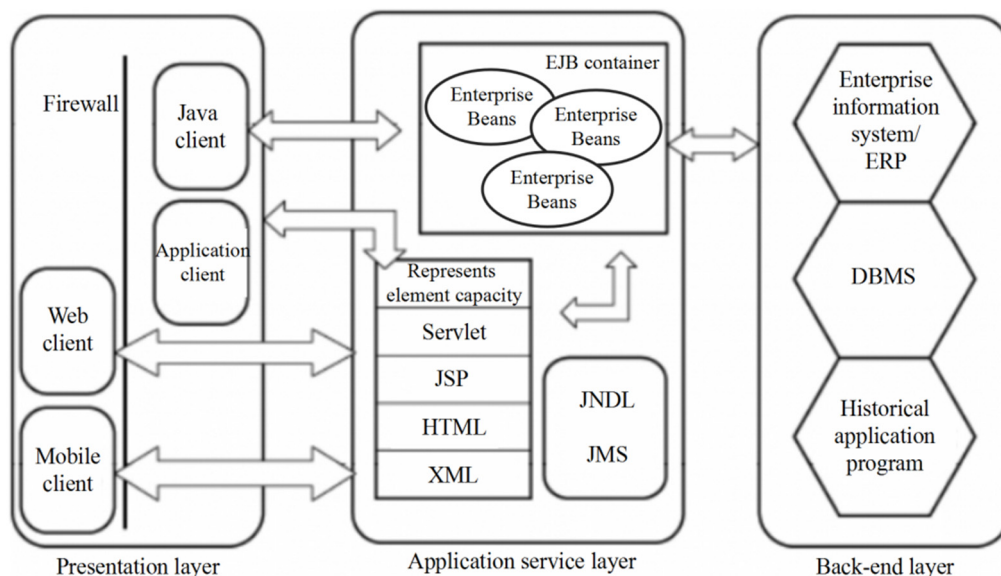 Firewall
Java
client
Application
client
Web
client
Mobile
client
Presentation layer
EJB container
Enterprise
Beans
Enterprise
Beans
Enterprise
Beans
Represents
element capacity
Servlet
JSP
HTML
XML
JNDL
JMS
Application service layer
Enterprise
information
system/
ERP
DBMS
Historical
application
program
Back-end layer